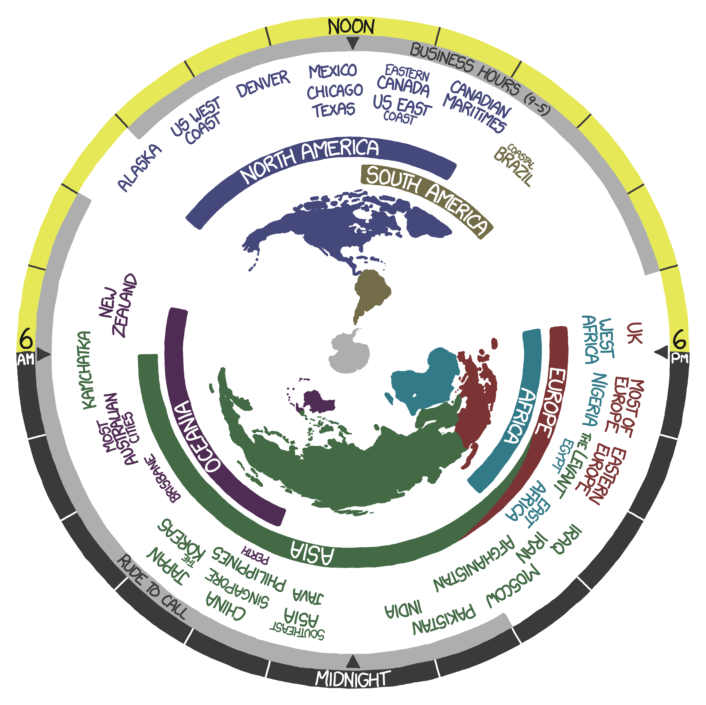 NOON
BUSINESS HOURS (9-5)
MEXICO
CHICAGO
TEXAS
EASTERN
CANADA
US EAST
COAST
CANADIAN
MARITIMES
DENVER
US WEST
COAST
ALASKA
COASTAL
BRAZIL
NORTH AMERICA
SOUTH AMERICA
NEW
ZEALAND
6
AM
6
PM
UK
WEST
AFRICA
KAMCHATKA
MOST OF
EUROPE
NIGERIA
EUROPE
AFRICA
OCEANIA
MOST
AUSTRALIAN
CITIES
EASTERN
EUROPE
THE LEVANT
EGYPT
EAST
AFRICA
BRISBANE
IRAQ
IRAN
AFGHANISTAN
MOSCOW
PAKISTAN
INDIA
ASIA
THE
KOREAS
JAPAN
PERTH
PHILIPPINES
SINGAPORE
CHINA
JAVA
SOUTHEAST
ASIA
RUDE TO CALL
MIDNIGHT